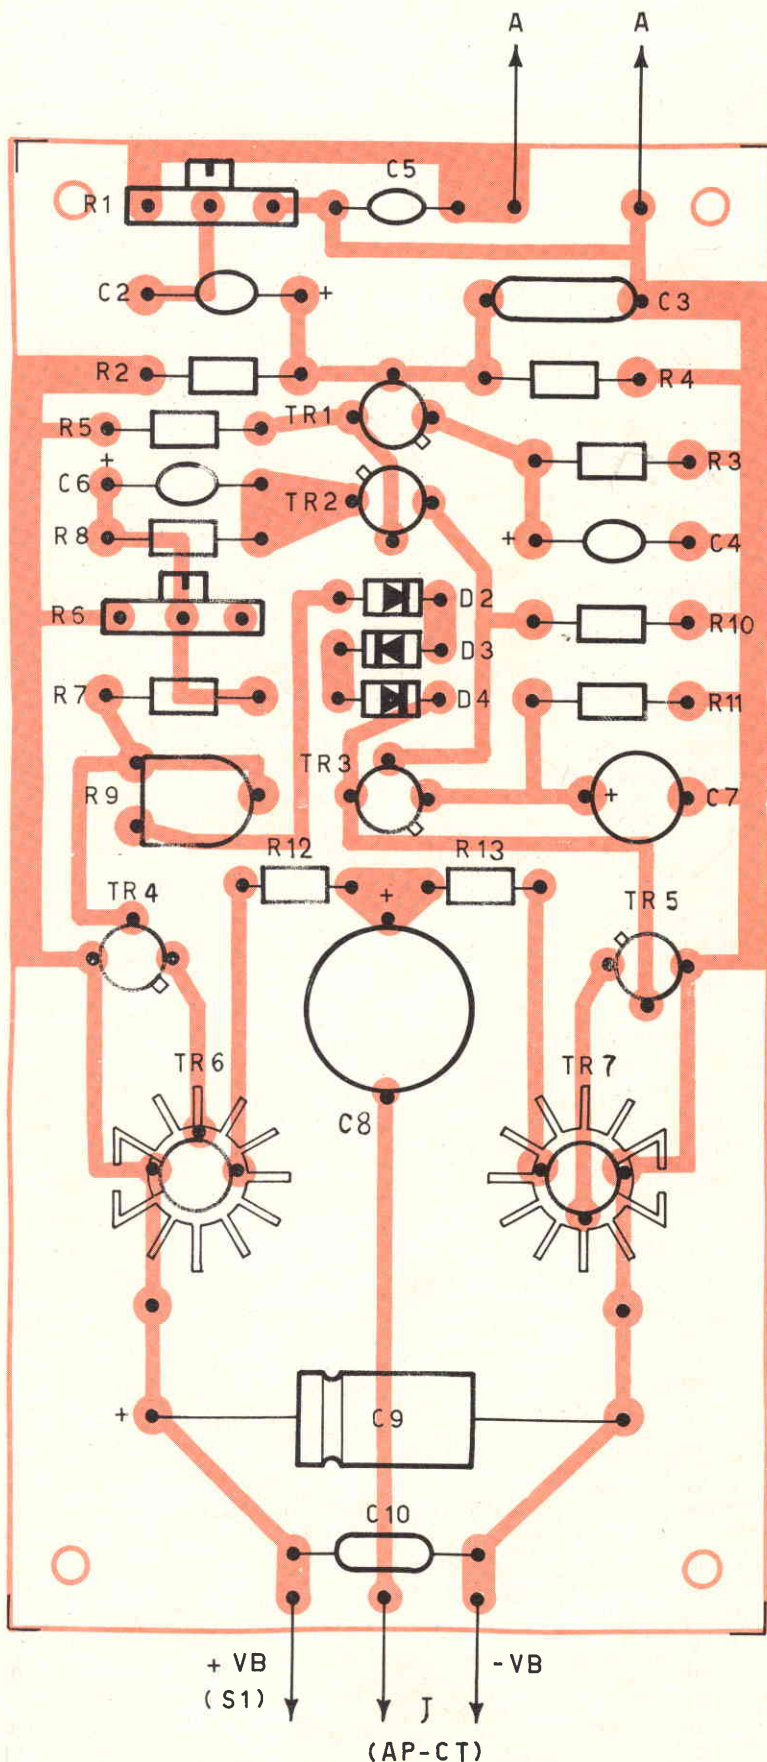 A A
C5
R1
C2 +
C3
R2
R4
TR1
R5
R3
+
C6
TR2
R8
+ C4
D2
R6
R10
D3
R7
D4
R11
TR3
R9
+ C7
R12 R13
TR4
+
TR5
TR6 TR7
C8
+ C9
C10
+ VB
(S1)
J
-VB
(AP-CT)